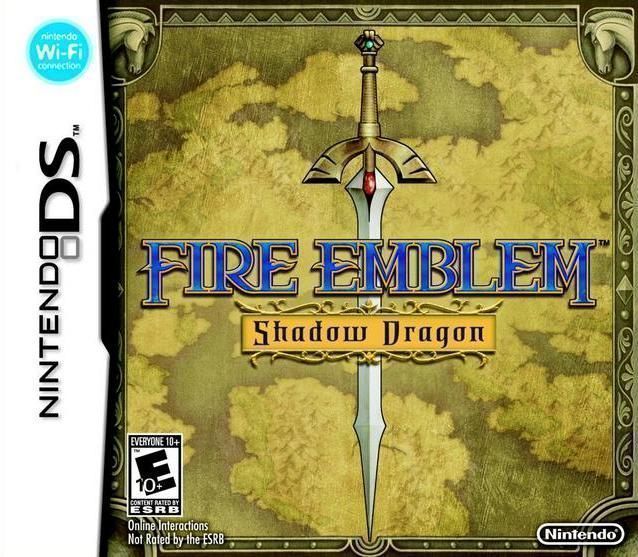 nintendo
Wi-Fi
connection
NINTENDO DS™
FIRE EMBLEM™
Shadow Dragon
EVERYONE 10+
™
E
10+
CONTENT RATED BY
ESRB
Online Interactions
Not Rated by the ESRB
Nintendo®